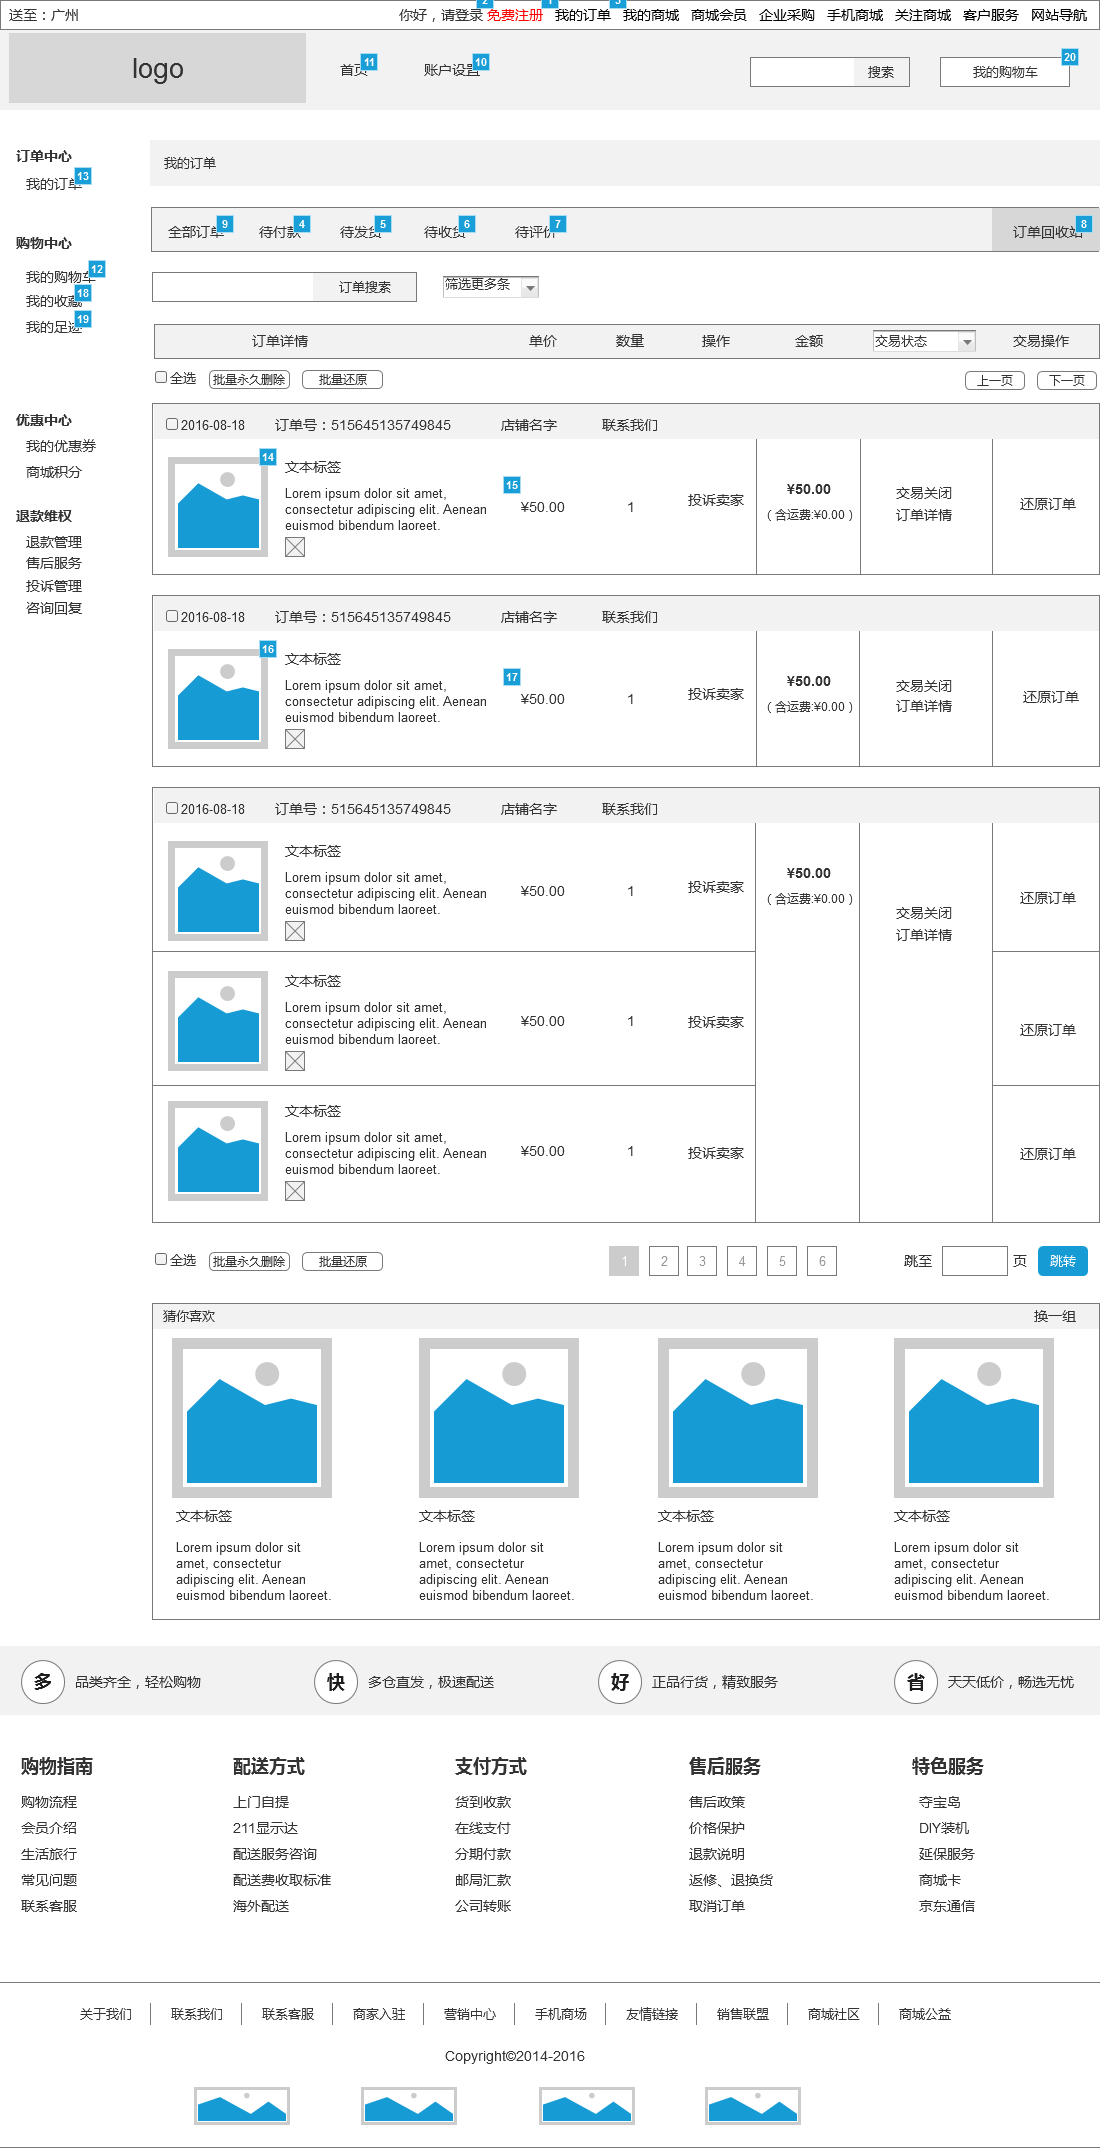 送至：广州 你好，请登录 免费注册 我的订单 我的商城 商城会员 企业采购 手机商城 关注商城 客户服务 网站导航
2 1 3
logo 首页 11 账户设置 10 搜索 我的购物车 20
订单中心
我的订单 13
购物中心
我的购物车 12
我的收藏 18
我的足迹 19
优惠中心
我的优惠券
商城积分
退款维权
退款管理
售后服务
投诉管理
咨询回复
我的订单
全部订单 9 待付款 4 待发货 5 待收货 6 待评价 7 订单回收站 8
订单搜索 筛选更多条
订单详情 单价 数量 操作 金额 交易状态 交易操作
全选 批量永久删除 批量还原 上一页 下一页
2016-08-18 订单号：515645135749845 店铺名字 联系我们
14 文本标签
Lorem ipsum dolor sit amet,
consectetur adipiscing elit. Aenean
euismod bibendum laoreet.
15 ¥50.00 1 投诉卖家 ¥50.00
（含运费:¥0.00）
交易关闭
订单详情
还原订单
2016-08-18 订单号：515645135749845 店铺名字 联系我们
16 文本标签
Lorem ipsum dolor sit amet,
consectetur adipiscing elit. Aenean
euismod bibendum laoreet.
17 ¥50.00 1 投诉卖家 ¥50.00
（含运费:¥0.00）
交易关闭
订单详情
还原订单
2016-08-18 订单号：515645135749845 店铺名字 联系我们
文本标签
Lorem ipsum dolor sit amet,
consectetur adipiscing elit. Aenean
euismod bibendum laoreet.
¥50.00 1 投诉卖家 ¥50.00
（含运费:¥0.00）
交易关闭
订单详情
还原订单
文本标签
Lorem ipsum dolor sit amet,
consectetur adipiscing elit. Aenean
euismod bibendum laoreet.
¥50.00 1 投诉卖家 还原订单
文本标签
Lorem ipsum dolor sit amet,
consectetur adipiscing elit. Aenean
euismod bibendum laoreet.
¥50.00 1 投诉卖家 还原订单
全选 批量永久删除 批量还原 1 2 3 4 5 6 跳至 页 跳转
猜你喜欢 换一组
文本标签
Lorem ipsum dolor sit
amet, consectetur
adipiscing elit. Aenean
euismod bibendum laoreet.
文本标签
Lorem ipsum dolor sit
amet, consectetur
adipiscing elit. Aenean
euismod bibendum laoreet.
文本标签
Lorem ipsum dolor sit
amet, consectetur
adipiscing elit. Aenean
euismod bibendum laoreet.
文本标签
Lorem ipsum dolor sit
amet, consectetur
adipiscing elit. Aenean
euismod bibendum laoreet.
多 品类齐全，轻松购物 快 多仓直发，极速配送 好 正品行货，精致服务 省 天天低价，畅选无忧
购物指南 配送方式 支付方式 售后服务 特色服务
购物流程 上门自提 货到收款 售后政策 夺宝岛
会员介绍 211显示达 在线支付 价格保护 DIY装机
生活旅行 配送服务咨询 分期付款 退款说明 延保服务
常见问题 配送费收取标准 邮局汇款 返修、退换货 商城卡
联系客服 海外配送 公司转账 取消订单 京东通信
关于我们 联系我们 联系客服 商家入驻 营销中心 手机商场 友情链接 销售联盟 商城社区 商城公益
Copyright©2014-2016